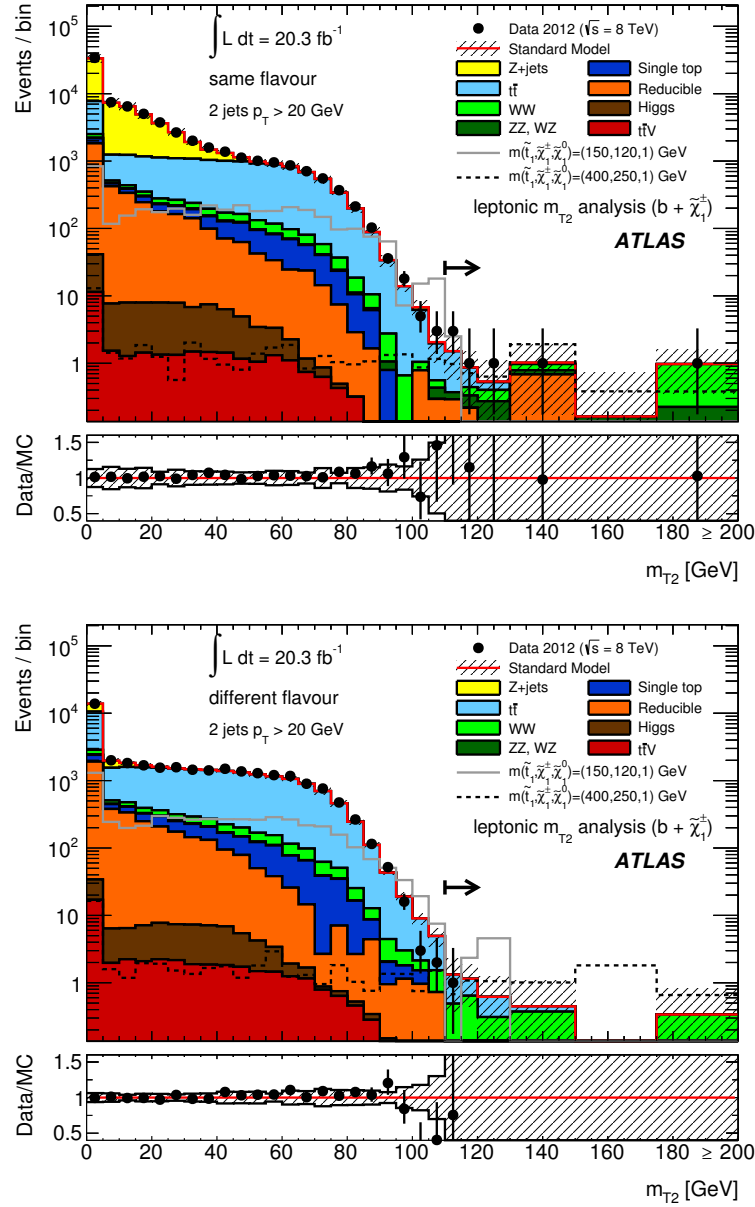 Events / bin
10⁵
10⁴
10³
10²
10
1
∫ L dt = 20.3 fb⁻¹
same flavour
2 jets p_T > 20 GeV
Data 2012 (√s = 8 TeV)
Standard Model
Z+jets Single top
tt̄ Reducible
WW Higgs
ZZ, WZ tt̄V
m(t̃₁,χ̃₁±,χ̃₁⁰)=(150,120,1) GeV
m(t̃₁,χ̃₁±,χ̃₁⁰)=(400,250,1) GeV
leptonic m_T2 analysis (b + χ̃₁±)
ATLAS
Data/MC
1.5
1
0.5
0 20 40 60 80 100 120 140 160 180 ≥ 200
m_T2 [GeV]
Events / bin
10⁵
10⁴
10³
10²
10
1
∫ L dt = 20.3 fb⁻¹
different flavour
2 jets p_T > 20 GeV
Data 2012 (√s = 8 TeV)
Standard Model
Z+jets Single top
tt̄ Reducible
WW Higgs
ZZ, WZ tt̄V
m(t̃₁,χ̃₁±,χ̃₁⁰)=(150,120,1) GeV
m(t̃₁,χ̃₁±,χ̃₁⁰)=(400,250,1) GeV
leptonic m_T2 analysis (b + χ̃₁±)
ATLAS
Data/MC
1.5
1
0.5
0 20 40 60 80 100 120 140 160 180 ≥ 200
m_T2 [GeV]